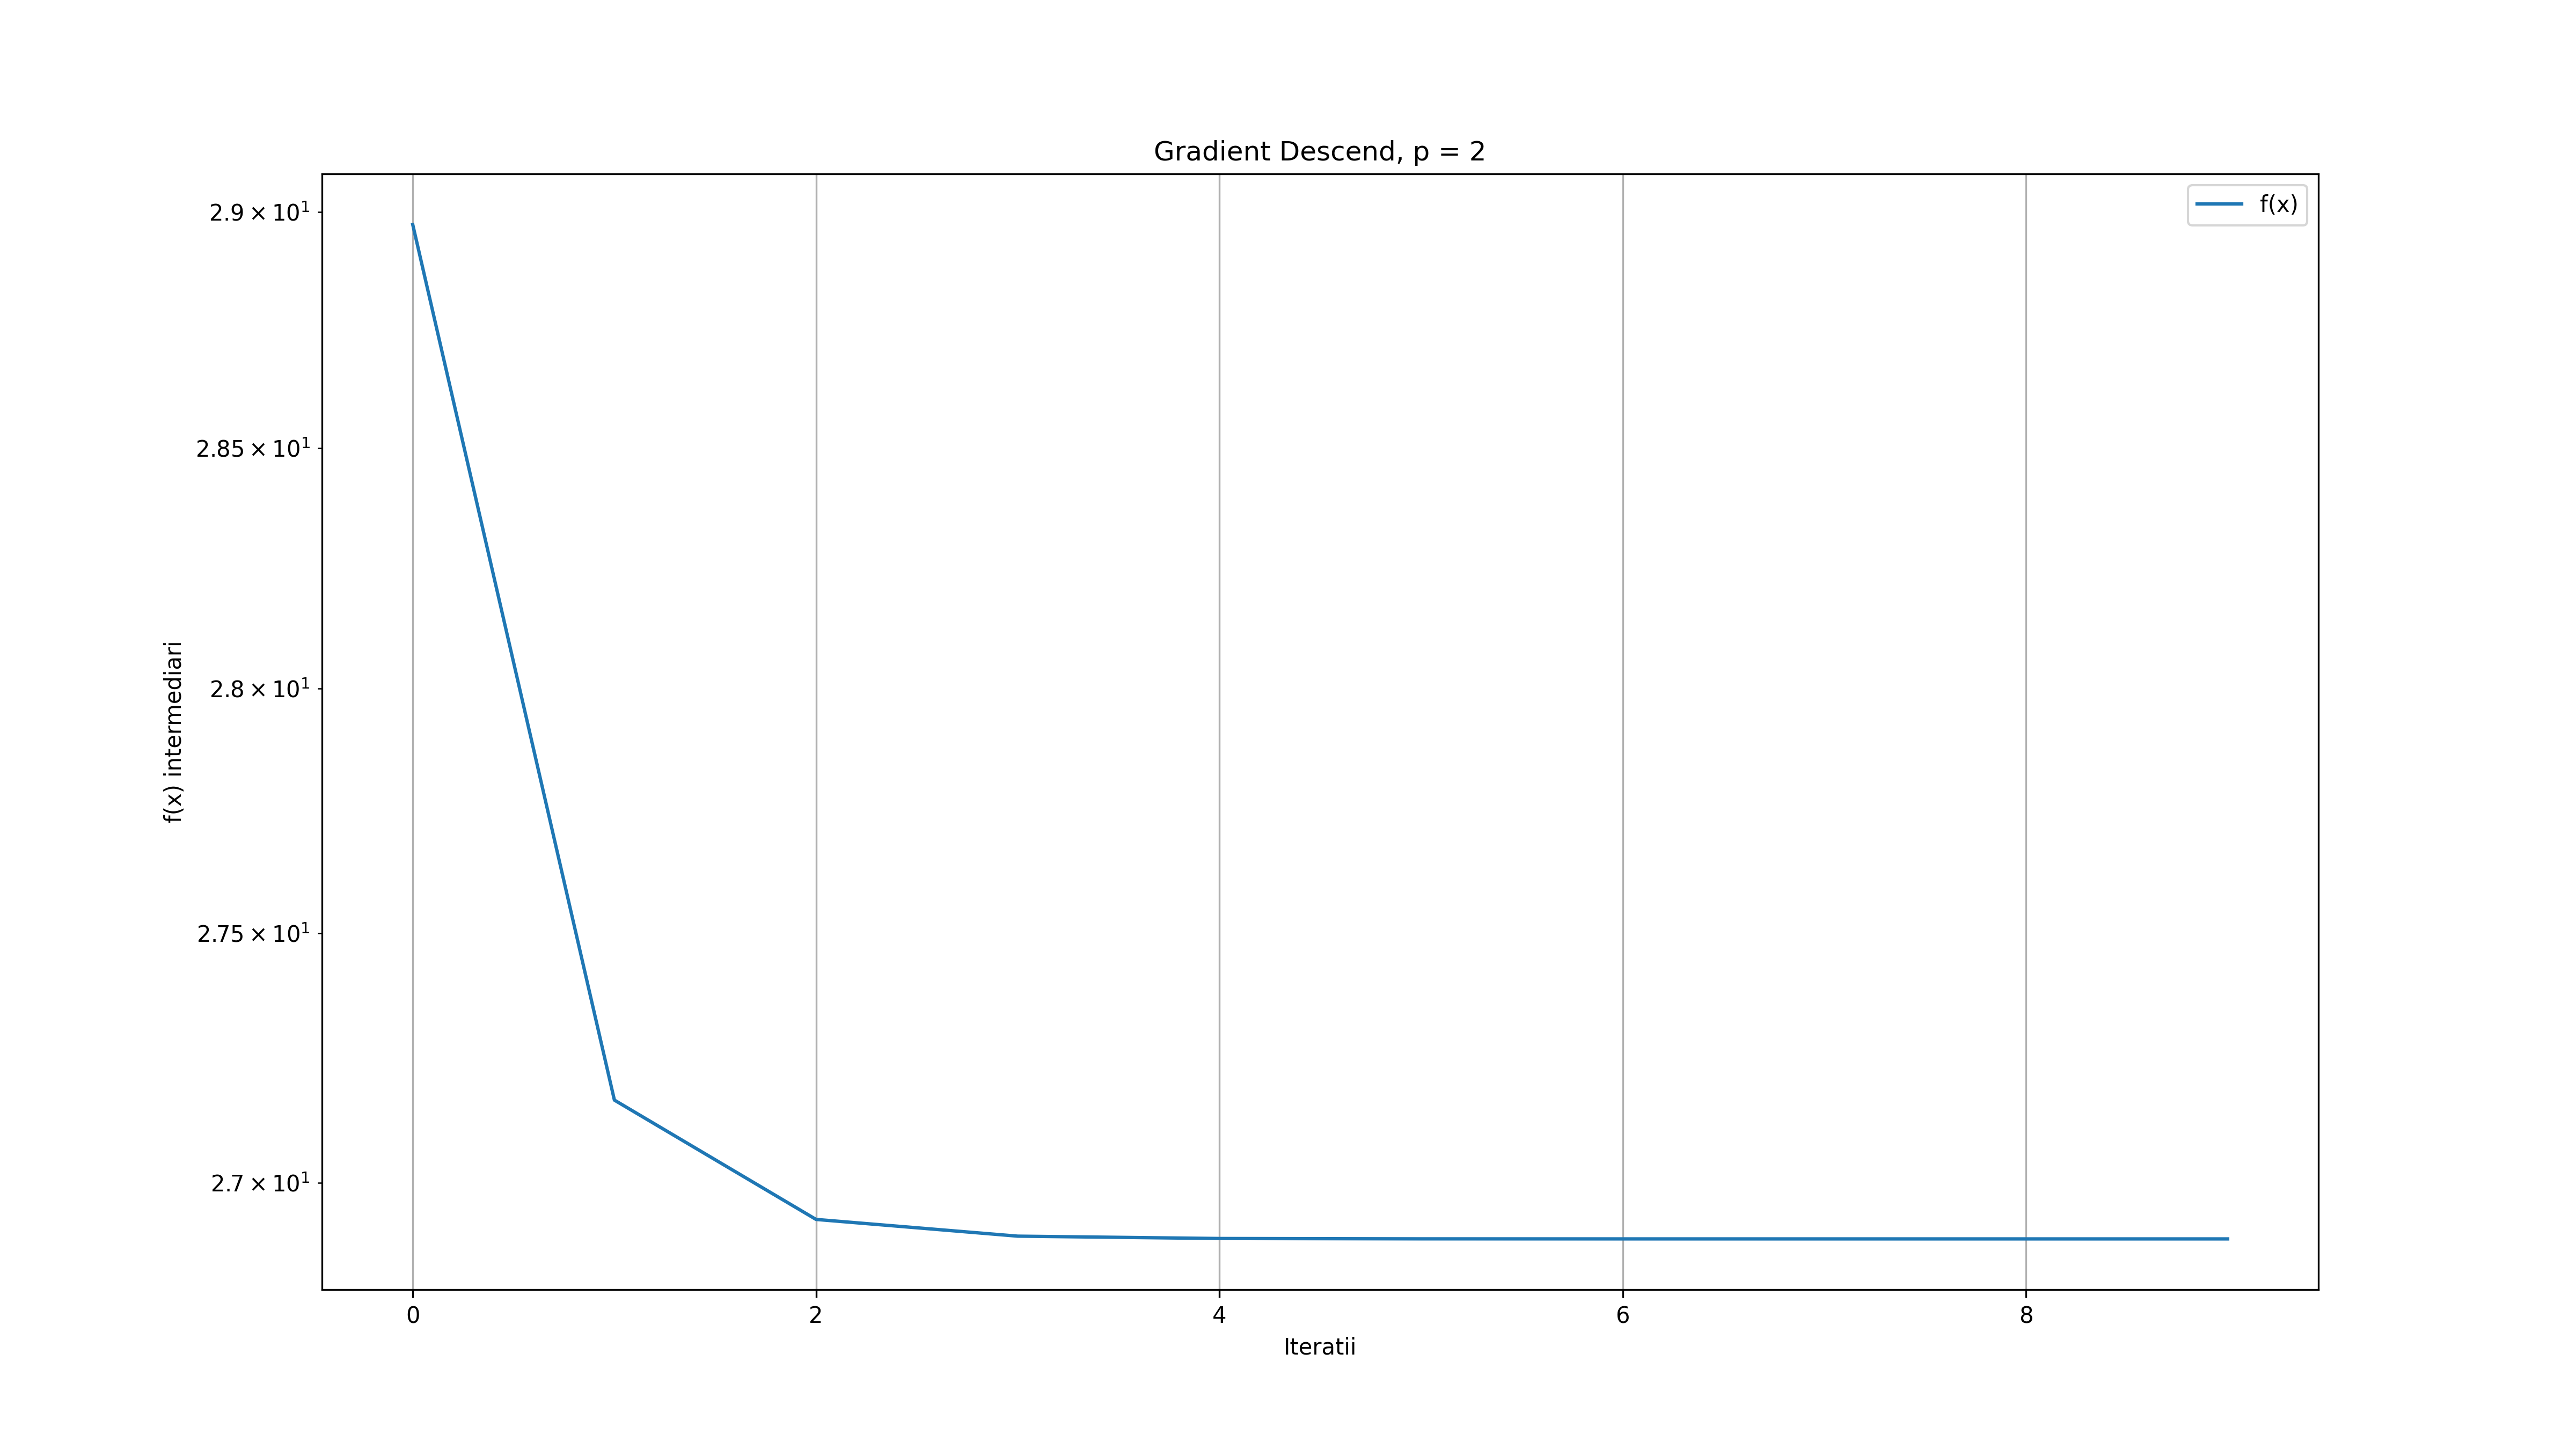 Gradient Descend, p = 2
f(x)
2.9 × 10¹
2.85 × 10¹
2.8 × 10¹
2.75 × 10¹
2.7 × 10¹
f(x) intermediari
0 2 4 6 8
Iteratii